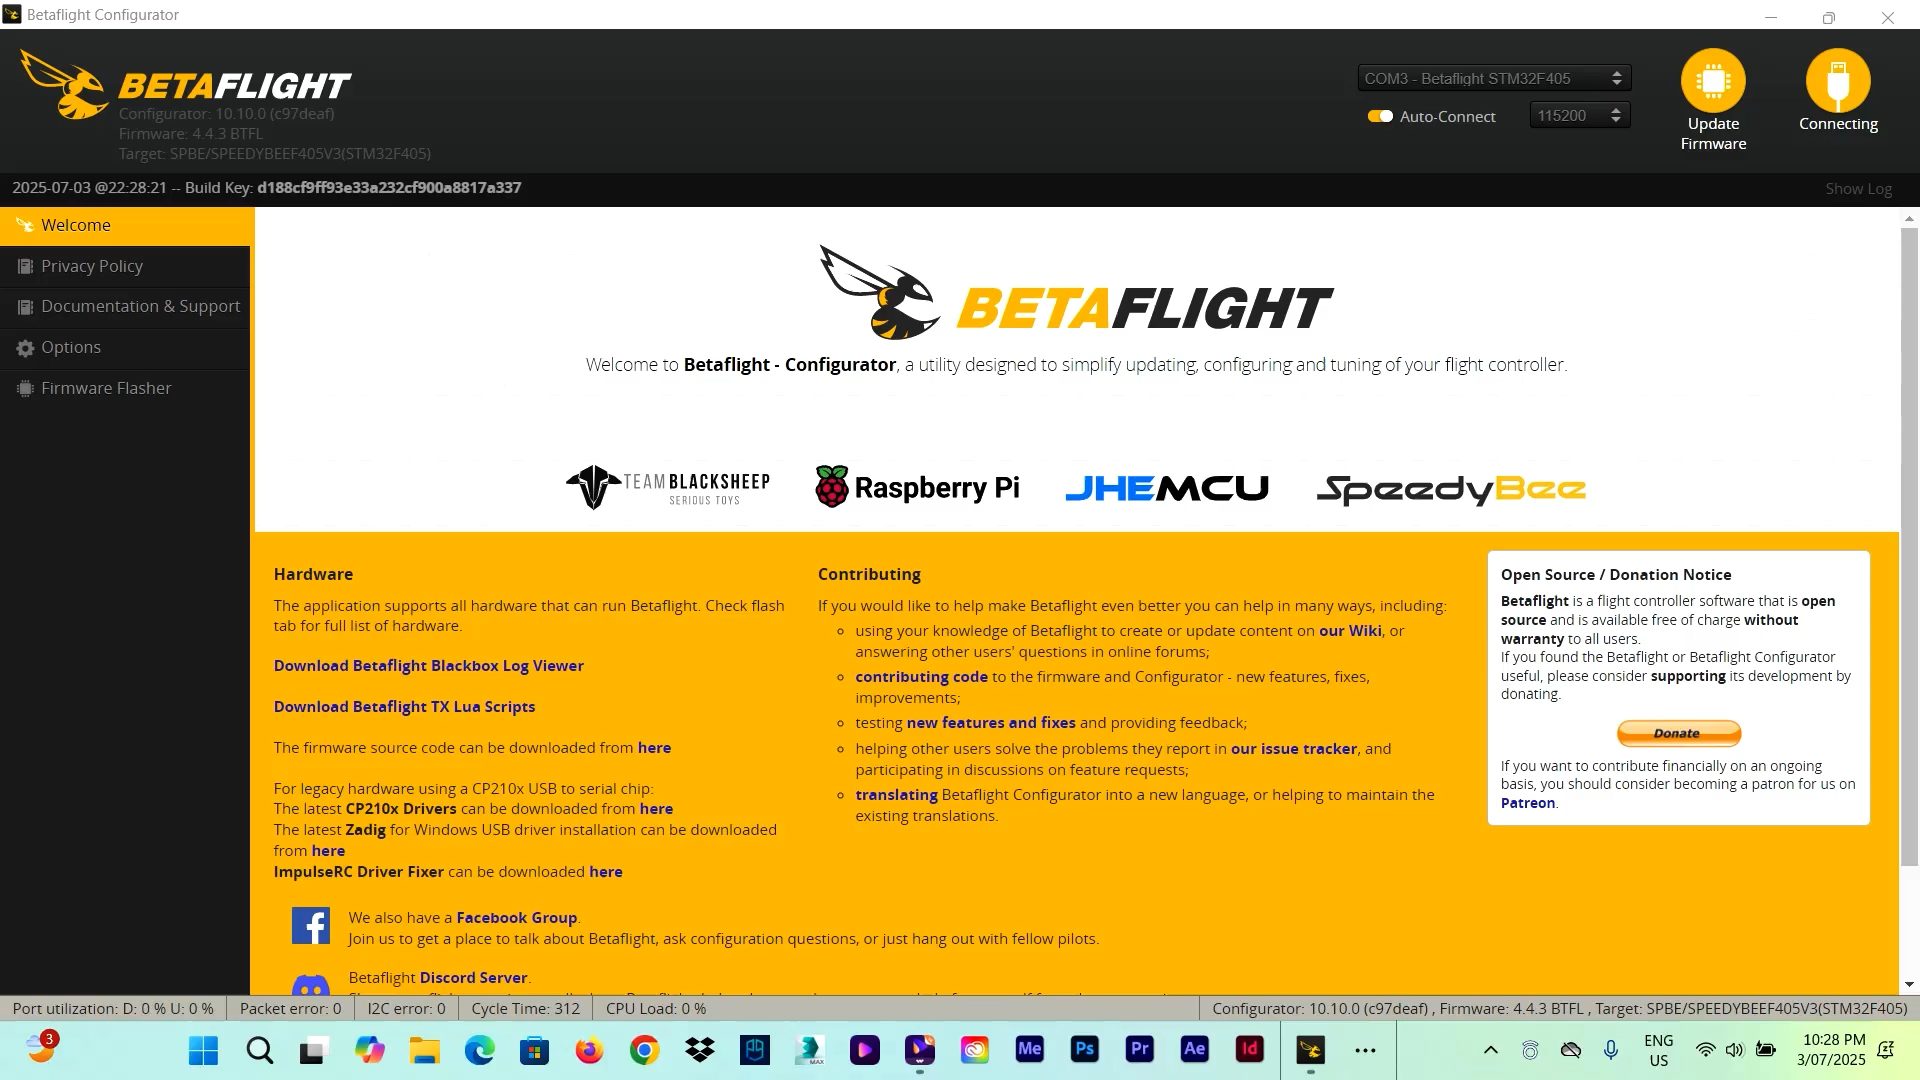 Betaflight Configurator
BETAFLIGHT
Configurator: 10.10.0 (c97deaf)
Firmware: 4.4.3 BTFL
Target: SPBE/SPEEDYBEEF405V3(STM32F405)
COM3 - Betaflight STM32F405
Auto-Connect
115200
Update
Firmware
Connecting
2025-07-03 @22:28:21 -- Build Key: d188cf9ff93e33a232cf900a8817a337
Show Log
Welcome
Privacy Policy
Documentation & Support
Options
Firmware Flasher
BETAFLIGHT
Welcome to Betaflight - Configurator, a utility designed to simplify updating, configuring and tuning of your flight controller.
TEAMBLACKSHEEP
SERIOUS TOYS
Raspberry Pi
JHEMCU
SpeedyBee
Hardware
The application supports all hardware that can run Betaflight. Check flash
tab for full list of hardware.
Download Betaflight Blackbox Log Viewer
Download Betaflight TX Lua Scripts
The firmware source code can be downloaded from here
For legacy hardware using a CP210x USB to serial chip:
The latest CP210x Drivers can be downloaded from here
The latest Zadig for Windows USB driver installation can be downloaded
from here
ImpulseRC Driver Fixer can be downloaded here
We also have a Facebook Group.
Join us to get a place to talk about Betaflight, ask configuration questions, or just hang out with fellow pilots.
Betaflight Discord Server.
Contributing
If you would like to help make Betaflight even better you can help in many ways, including:
using your knowledge of Betaflight to create or update content on our Wiki, or
answering other users' questions in online forums;
contributing code to the firmware and Configurator - new features, fixes,
improvements;
testing new features and fixes and providing feedback;
helping other users solve the problems they report in our issue tracker, and
participating in discussions on feature requests;
translating Betaflight Configurator into a new language, or helping to maintain the
existing translations.
Open Source / Donation Notice
Betaflight is a flight controller software that is open
source and is available free of charge without
warranty to all users.
If you found the Betaflight or Betaflight Configurator
useful, please consider supporting its development by
donating.
Donate
If you want to contribute financially on an ongoing
basis, you should consider becoming a patron for us on
Patreon.
Port utilization: D: 0 % U: 0 %
Packet error: 0
I2C error: 0
Cycle Time: 312
CPU Load: 0 %
Configurator: 10.10.0 (c97deaf) , Firmware: 4.4.3 BTFL , Target: SPBE/SPEEDYBEEF405V3(STM32F405)
3
MAX
Me
Ps
Pr
Ae
Id
ENG
US
10:28 PM
3/07/2025